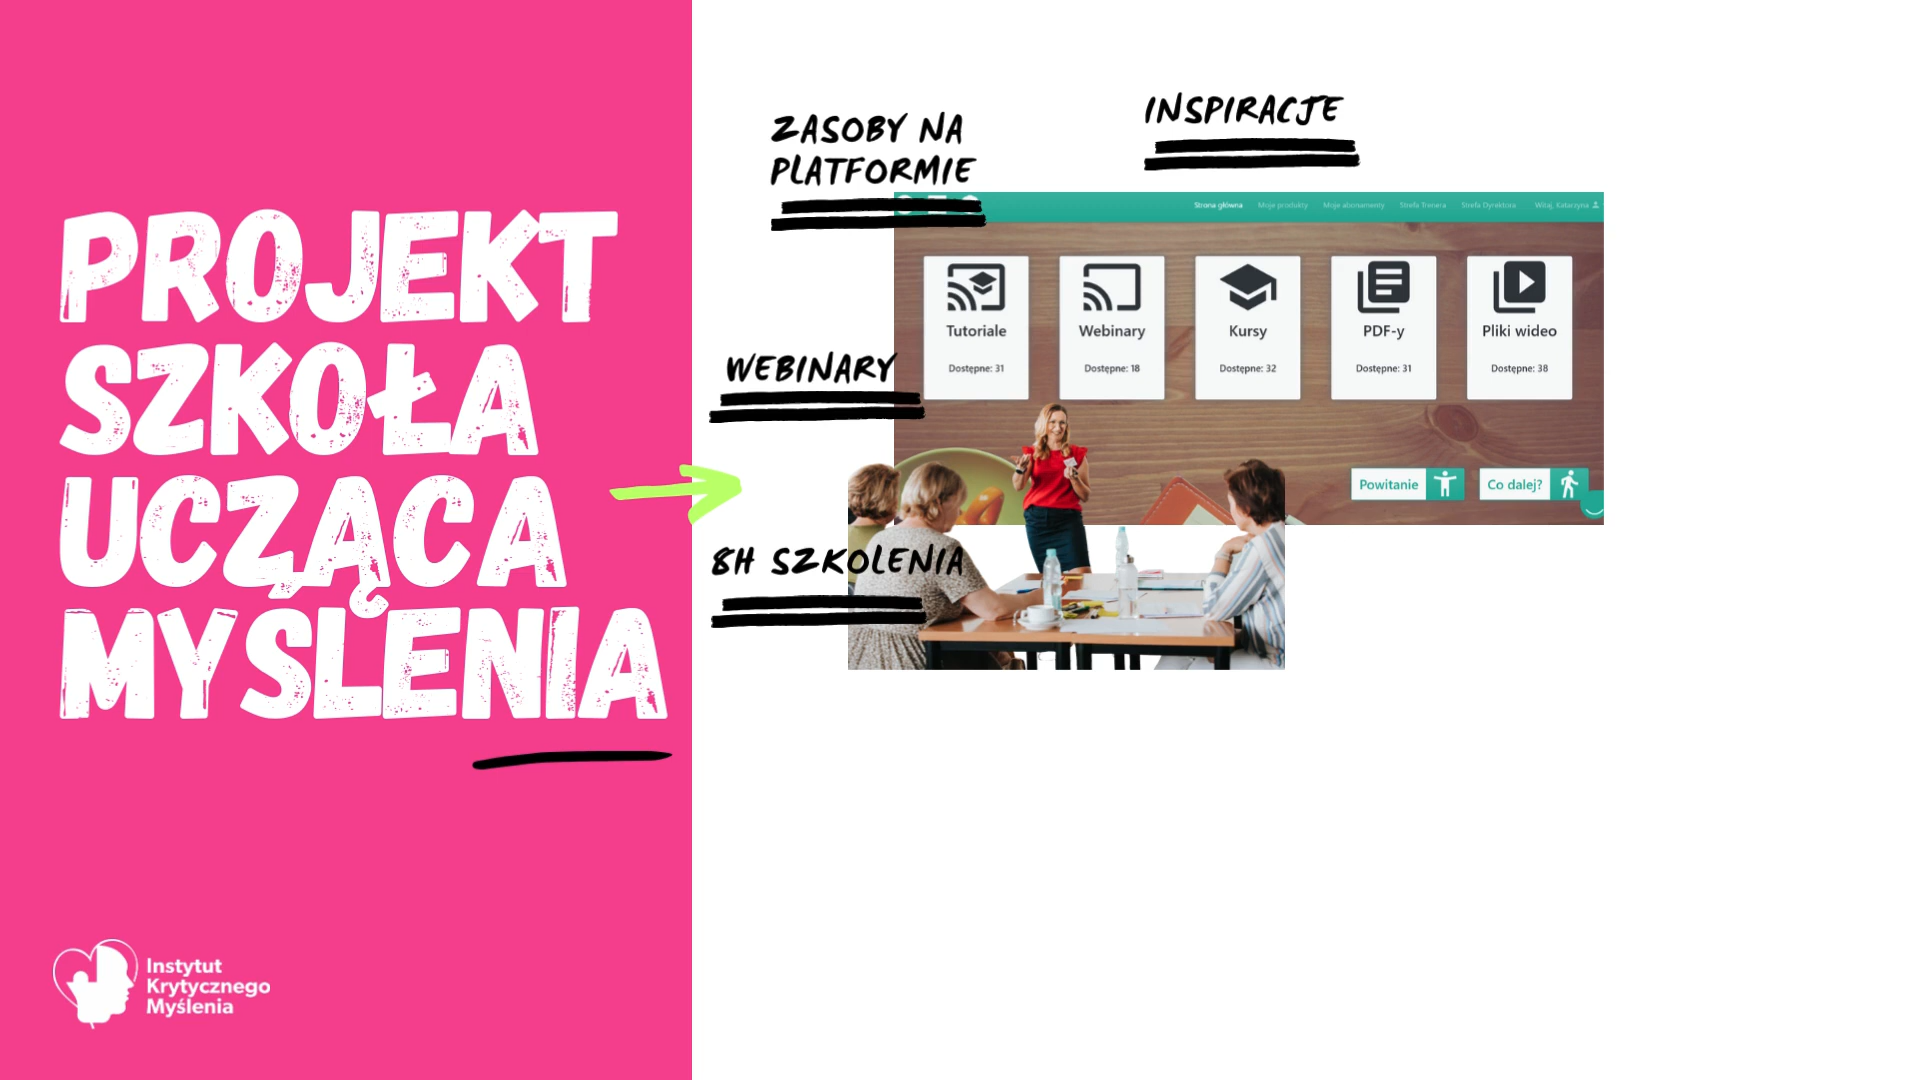 PROJEKT
SZKOŁA
UCZĄCA
MYŚLENIA
Instytut
Krytycznego
Myślenia
ZASOBY NA
PLATFORMIE
INSPIRACJE
WEBINARY
8H SZKOLENIA
Strona główna Moje produkty Moje abonamenty Strefa Trenera Strefa Dyrektora Witaj, Katarzyna
Tutoriale
Dostępne: 31
Webinary
Dostępne: 18
Kursy
Dostępne: 32
PDF-y
Dostępne: 31
Pliki wideo
Dostępne: 38
Powitanie
Co dalej?